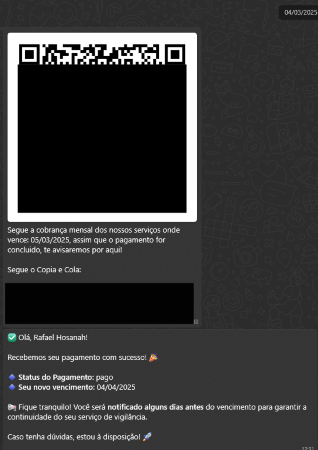 04/03/2025
Segue a cobrança mensal dos nossos serviços onde
vence: 05/03/2025, assim que o pagamento for
concluido, te avisaremos por aqui!
Segue o Copia e Cola:
✅ Olá, Rafael Hosanah!
Recebemos seu pagamento com sucesso! 🎉
🔹 Status do Pagamento: pago
🔹 Seu novo vencimento: 04/04/2025
📬 Fique tranquilo! Você será notificado alguns dias antes do vencimento para garantir a
continuidade do seu serviço de vigilância.
Caso tenha dúvidas, estou à disposição! 🚀